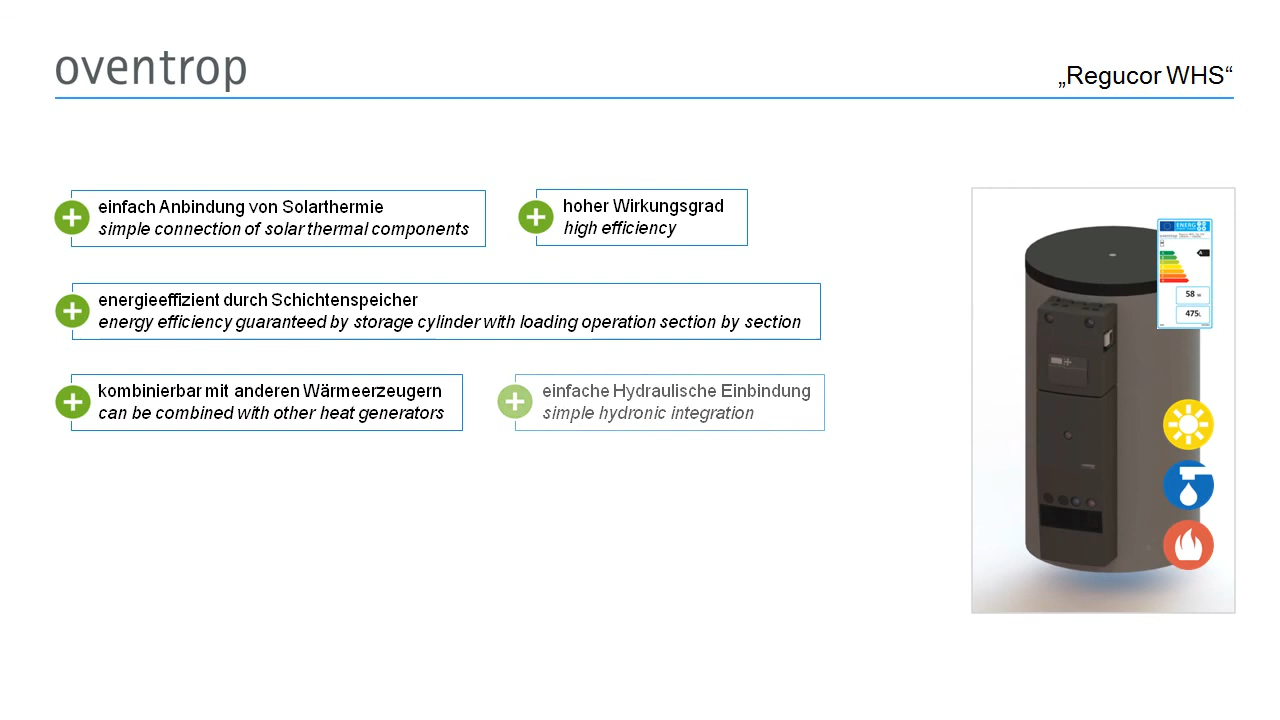 oventrop
„Regucor WHS“
einfach Anbindung von Solarthermie
simple connection of solar thermal components
hoher Wirkungsgrad
high efficiency
energieeffizient durch Schichtenspeicher
energy efficiency guaranteed by storage cylinder with loading operation section by section
kombinierbar mit anderen Wärmeerzeugern
can be combined with other heat generators
einfache Hydraulische Einbindung
simple hydronic integration
ENERG
58 W
475L